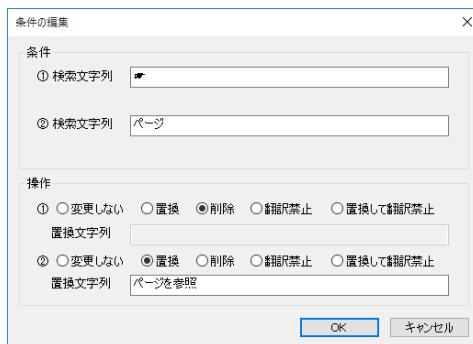 条件の編集
条件
① 検索文字列 ☛
② 検索文字列 ページ
操作
① 変更しない 置換 削除 翻訳禁止 置換して翻訳禁止
置換文字列
② 変更しない 置換 削除 翻訳禁止 置換して翻訳禁止
置換文字列 ページを参照
OK キャンセル